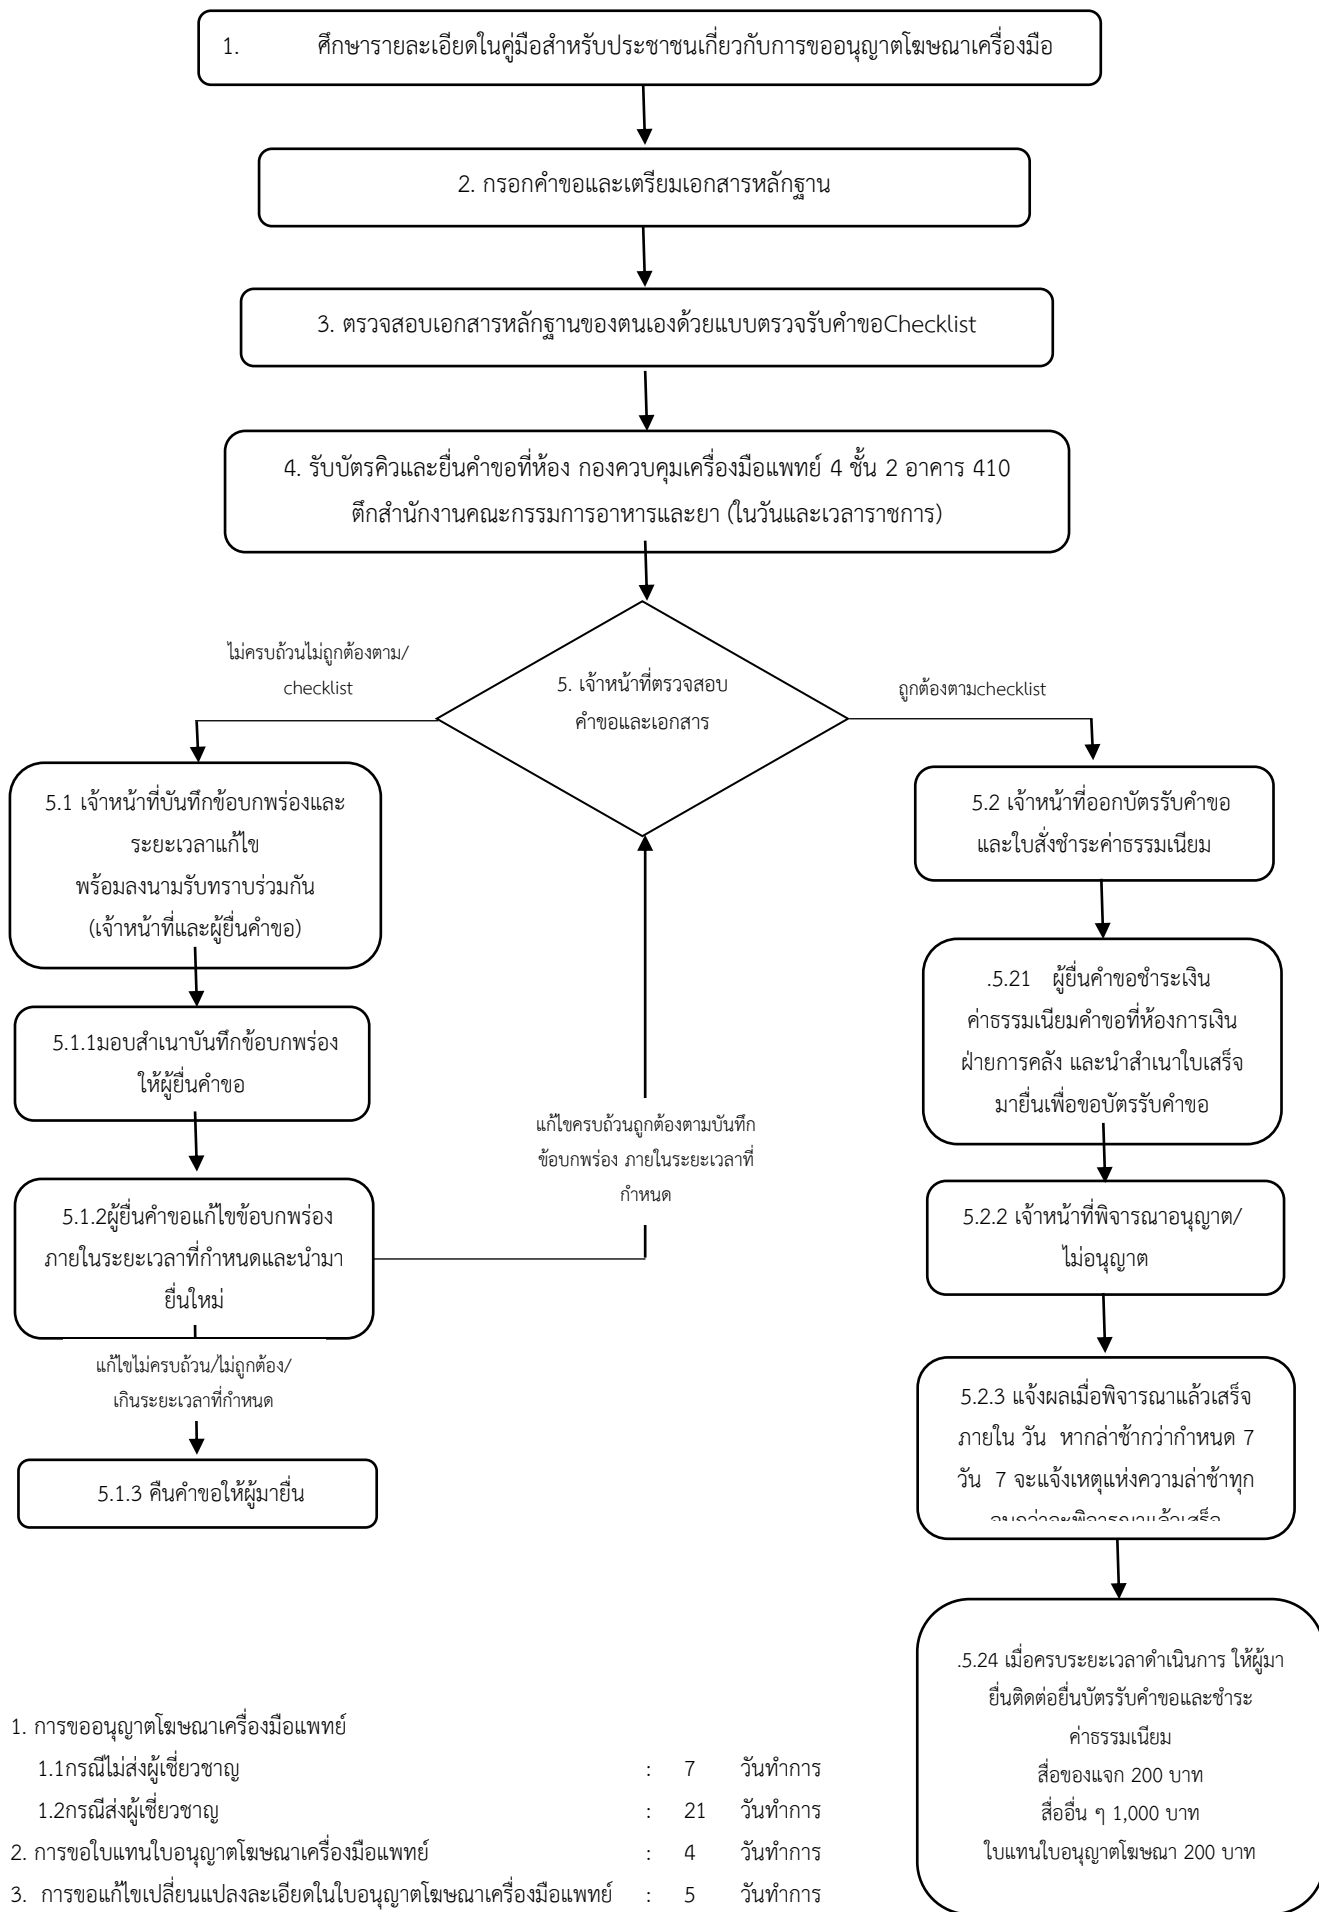 1. ศึกษารายละเอียดในคู่มือสำหรับประชาชนเกี่ยวกับการขออนุญาตโฆษณาเครื่องมือ
2. กรอกคำขอและเตรียมเอกสารหลักฐาน
3. ตรวจสอบเอกสารหลักฐานของตนเองด้วยแบบตรวจรับคำขอChecklist
4. รับบัตรคิวและยื่นคำขอที่ห้อง กองควบคุมเครื่องมือแพทย์ 4 ชั้น 2 อาคาร 410
ตึกสำนักงานคณะกรรมการอาหารและยา (ในวันและเวลาราชการ)
ไม่ครบถ้วนไม่ถูกต้องตาม/
checklist
5. เจ้าหน้าที่ตรวจสอบ
คำขอและเอกสาร
ถูกต้องตามchecklist
5.1 เจ้าหน้าที่บันทึกข้อบกพร่องและ
ระยะเวลาแก้ไข
พร้อมลงนามรับทราบร่วมกัน
(เจ้าหน้าที่และผู้ยื่นคำขอ)
5.1.1มอบสำเนาบันทึกข้อบกพร่อง
ให้ผู้ยื่นคำขอ
5.1.2ผู้ยื่นคำขอแก้ไขข้อบกพร่อง
ภายในระยะเวลาที่กำหนดและนำมา
ยื่นใหม่
แก้ไขไม่ครบถ้วน/ไม่ถูกต้อง/
เกินระยะเวลาที่กำหนด
5.1.3 คืนคำขอให้ผู้มายื่น
แก้ไขครบถ้วนถูกต้องตามบันทึก
ข้อบกพร่อง ภายในระยะเวลาที่
กำหนด
5.2 เจ้าหน้าที่ออกบัตรรับคำขอ
และใบสั่งชำระค่าธรรมเนียม
.5.21 ผู้ยื่นคำขอชำระเงิน
ค่าธรรมเนียมคำขอที่ห้องการเงิน
ฝ่ายการคลัง และนำสำเนาใบเสร็จ
มายื่นเพื่อขอบัตรรับคำขอ
5.2.2 เจ้าหน้าที่พิจารณาอนุญาต/
ไม่อนุญาต
5.2.3 แจ้งผลเมื่อพิจารณาแล้วเสร็จ
ภายใน วัน หากล่าช้ากว่ากำหนด 7
วัน 7 จะแจ้งเหตุแห่งความล่าช้าทุก
จนกว่าจะพิจารณาแล้วเสร็จ
.5.24 เมื่อครบระยะเวลาดำเนินการ ให้ผู้มา
ยื่นติดต่อยื่นบัตรรับคำขอและชำระ
ค่าธรรมเนียม
สื่อของแจก 200 บาท
สื่ออื่น ๆ 1,000 บาท
ใบแทนใบอนุญาตโฆษณา 200 บาท
1. การขออนุญาตโฆษณาเครื่องมือแพทย์
1.1กรณีไม่ส่งผู้เชี่ยวชาญ : 7 วันทำการ
1.2กรณีส่งผู้เชี่ยวชาญ : 21 วันทำการ
2. การขอใบแทนใบอนุญาตโฆษณาเครื่องมือแพทย์ : 4 วันทำการ
3. การขอแก้ไขเปลี่ยนแปลงละเอียดในใบอนุญาตโฆษณาเครื่องมือแพทย์ : 5 วันทำการ